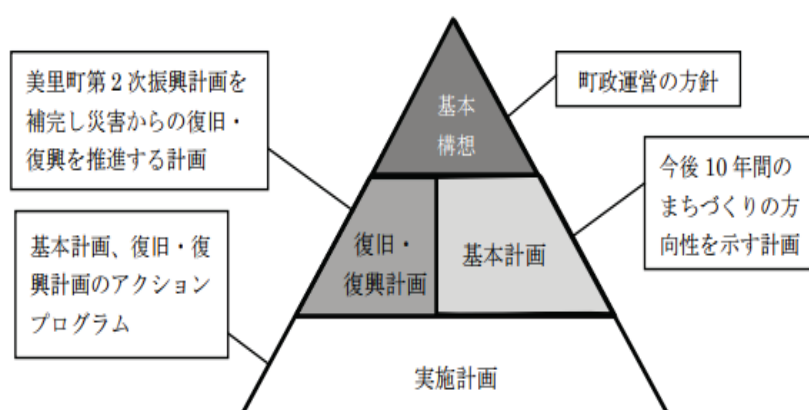 基本
構想
町政運営の方針
美里町第２次振興計画を
補完し災害からの復旧・
復興を推進する計画
今後 10 年間の
まちづくりの方
向性を示す計画
復旧・
復興計画
基本計画
基本計画、復旧・復
興計画のアクション
プログラム
実施計画